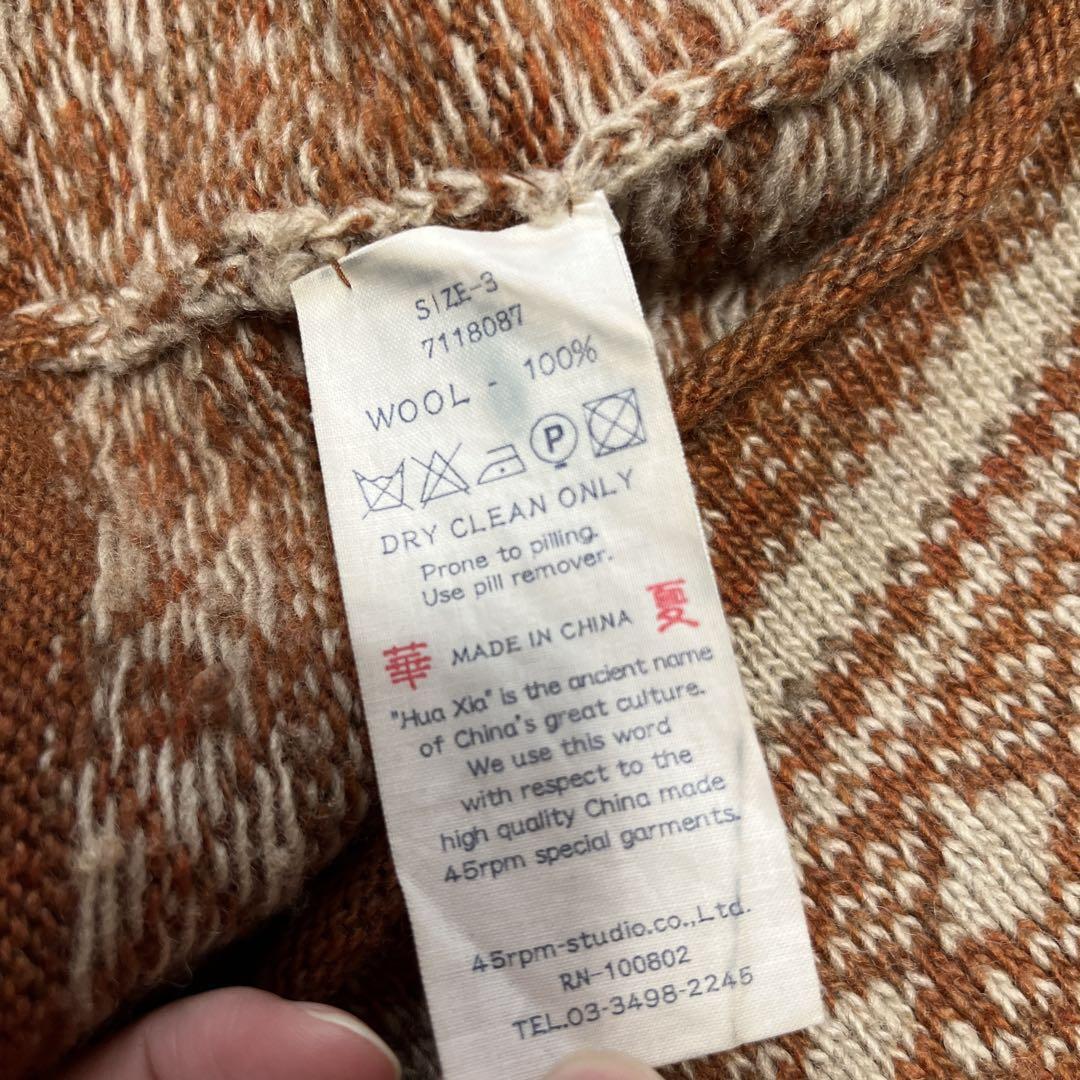 SIZE-3
7118087
WOOL - 100%
P
DRY CLEAN ONLY
Prone to pilling.
Use pill remover.
華 MADE IN CHINA 夏
"Hua Xia" is the ancient name
of China's great culture.
We use this word
with respect to the
high quality China made
45rpm special garments.
45rpm-studio.co.,Ltd.
RN-100802
TEL.03-3498-2245